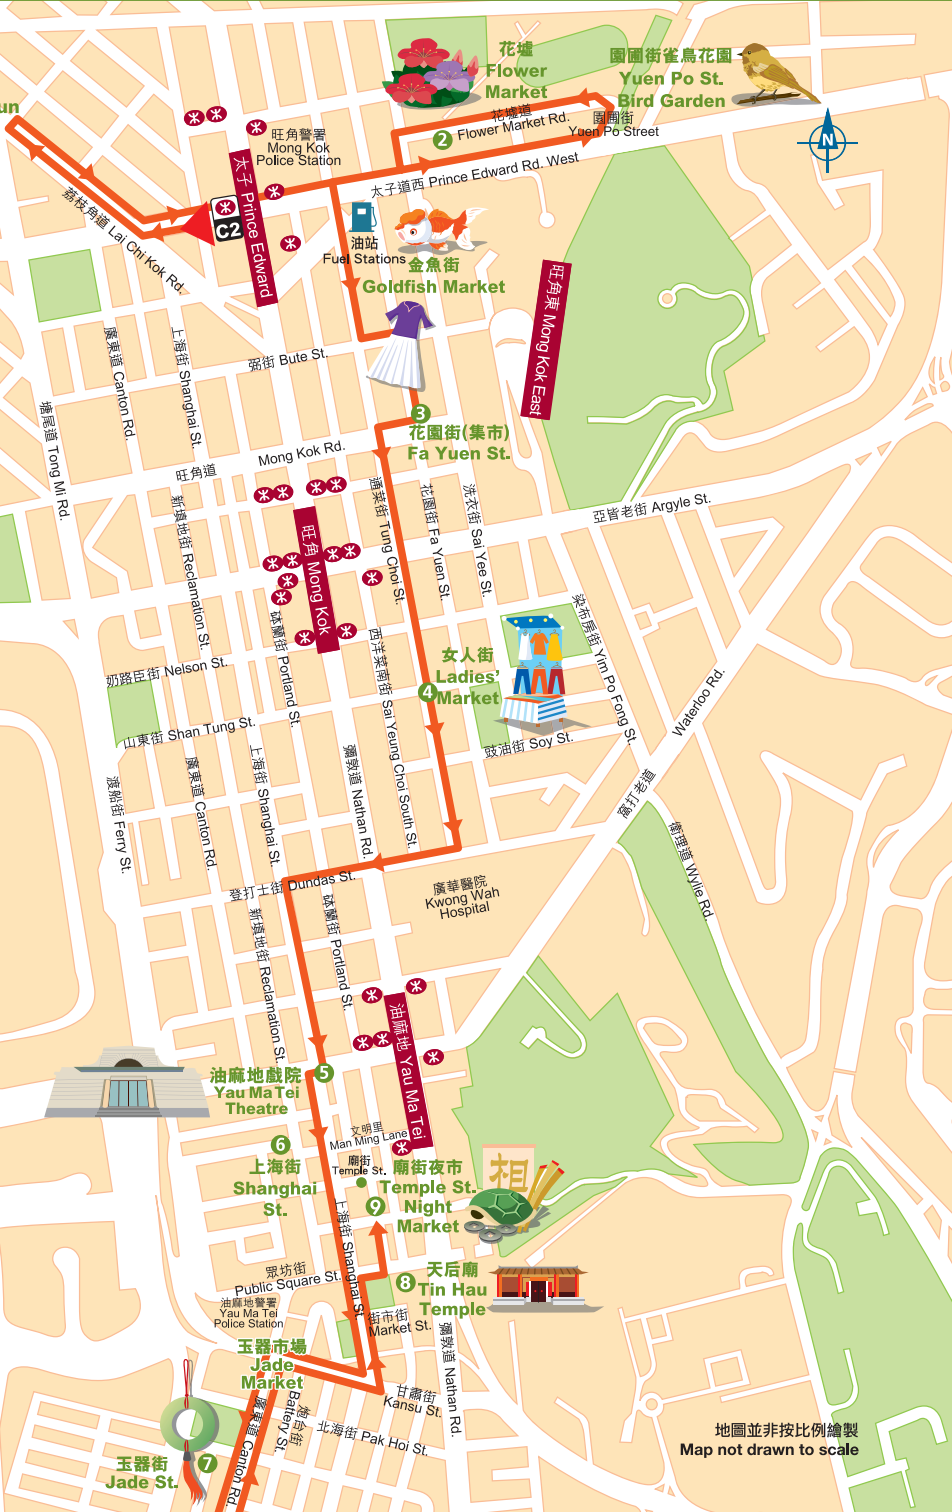 花墟
Flower
Market
園圃街雀鳥花園
Yuen Po St.
Bird Garden
un
旺角警署
Mong Kok
Police Station
花墟道
2 Flower Market Rd.
園圃街
Yuen Po Street
N
太子道西 Prince Edward Rd. West
太子 Prince Edward
C2
荔枝角道 Lai Chi Kok Rd.
油站
Fuel Stations
金魚街
Goldfish Market
旺角東 Mong Kok East
廣東道 Canton Rd.
上海街 Shanghai St.
弼街 Bute St.
塘尾道 Tong Mi Rd.
3
花園街(集市)
Fa Yuen St.
旺角道
Mong Kok Rd.
新填地街 Reclamation St.
旺角 Mong Kok
通菜街 Tung Choi St.
花園街 Fa Yuen St.
洗衣街 Sai Yee St.
亞皆老街 Argyle St.
染布房街 Yim Po Fong St.
砵蘭街 Portland St.
西洋菜南街 Sai Yeung Choi South St.
奶路臣街 Nelson St.
女人街
Ladies'
4 Market
山東街 Shan Tung St.
豉油街 Soy St.
窩打老道
Waterloo Rd.
渡船街 Ferry St.
廣東道 Canton Rd.
上海街 Shanghai St.
彌敦道 Nathan Rd.
衛理道 Wylie Rd.
登打士街 Dundas St.
廣華醫院
Kwong Wah
Hospital
新填地街 Reclamation St.
砵蘭街 Portland St.
油麻地 Yau Ma Tei
油麻地戲院 5
Yau Ma Tei
Theatre
文明里
Man Ming Lane
6
上海街
Shanghai
St.
廟街
Temple St.
廟街夜市
Temple St.
9 Night
Market
祖
上海街 Shanghai St.
眾坊街
Public Square St.
8 天后廟
Tin Hau
Temple
油麻地警署
Yau Ma Tei
Police Station
街市街
Market St.
玉器市場
Jade
Market
彌敦道 Nathan Rd.
甘肅街
Kansu St.
廣東道 Canton Rd.
炮台街
Battery St.
北海街 Pak Hoi St.
玉器街 7
Jade St.
地圖並非按比例繪製
Map not drawn to scale